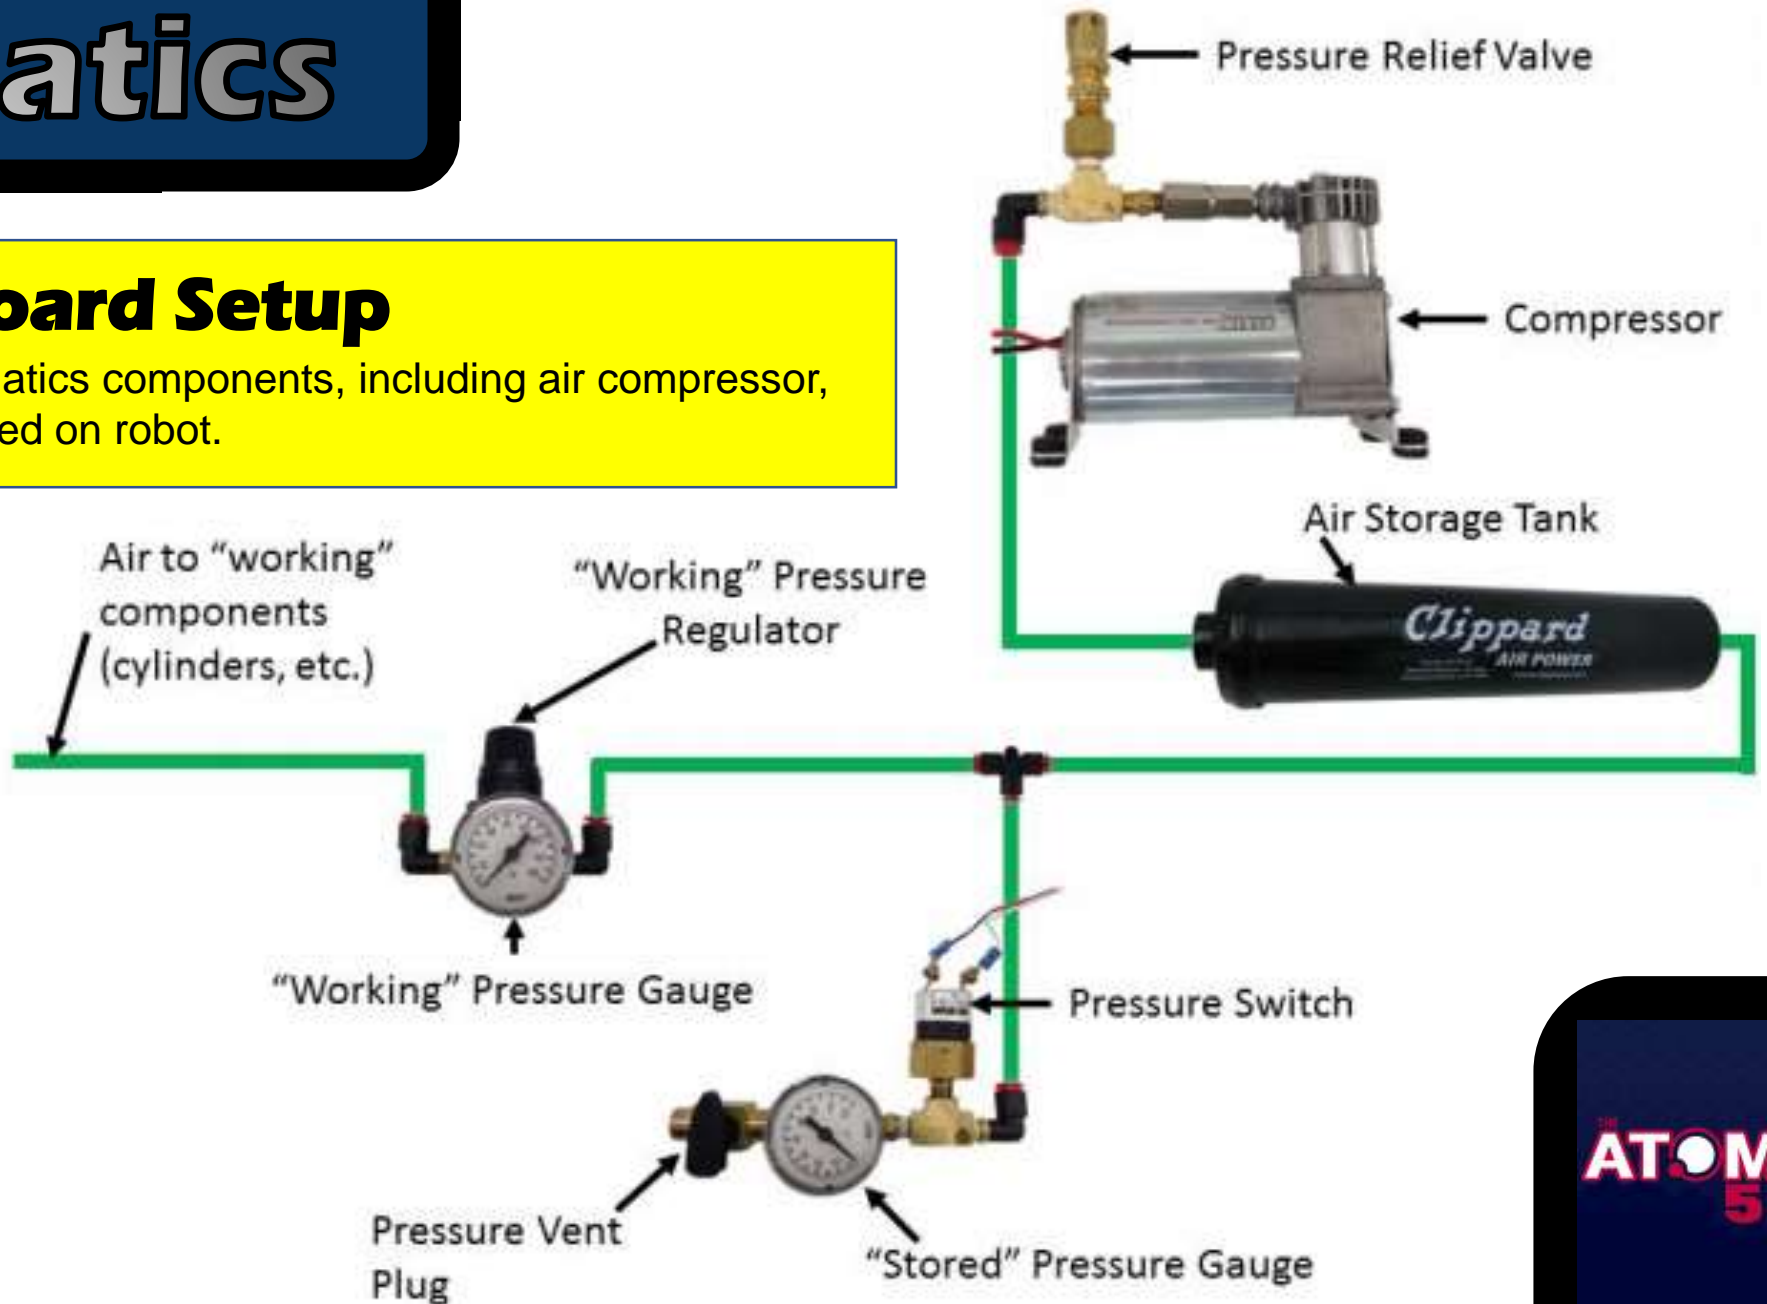 atics
oard Setup
atics components, including air compressor,
ed on robot.
Pressure Relief Valve
Compressor
Air Storage Tank
Clippard
AIR POWER
Air to “working”
components
(cylinders, etc.)
“Working” Pressure
Regulator
“Working” Pressure Gauge
Pressure Switch
Pressure Vent
Plug
“Stored” Pressure Gauge
THE
ATOM
5